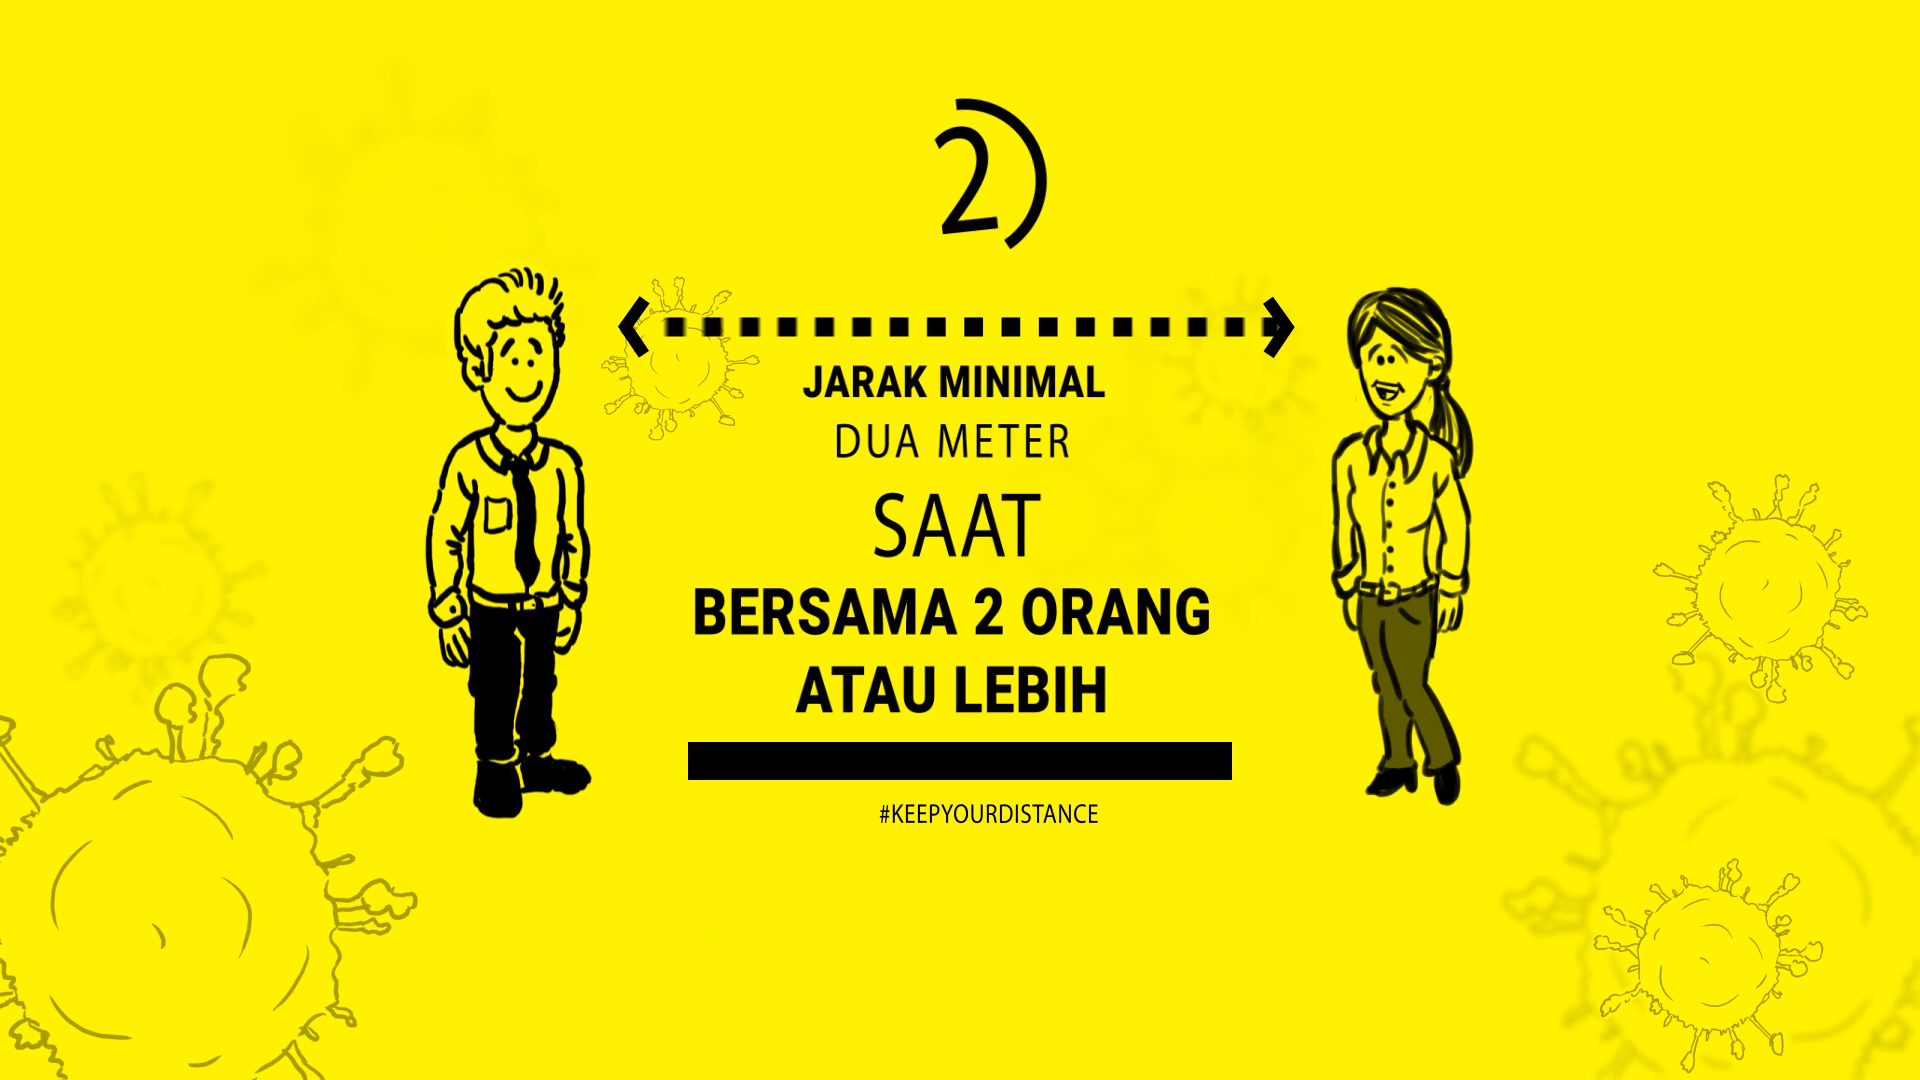 2)
JARAK MINIMAL
DUA METER
SAAT
BERSAMA 2 ORANG
ATAU LEBIH
#KEEPYOURDISTANCE